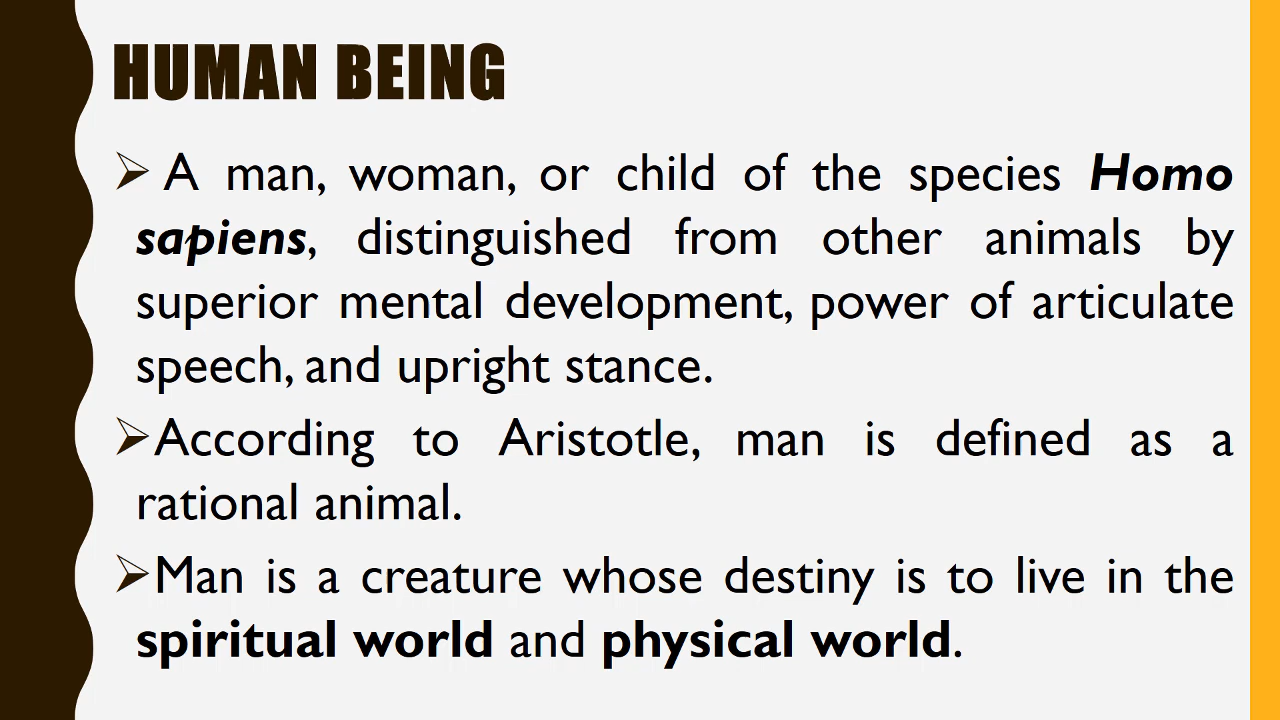 HUMAN BEING
➢ A man, woman, or child of the species Homo
sapiens, distinguished from other animals by
superior mental development, power of articulate
speech, and upright stance.
➢According to Aristotle, man is defined as a
rational animal.
➢Man is a creature whose destiny is to live in the
spiritual world and physical world.